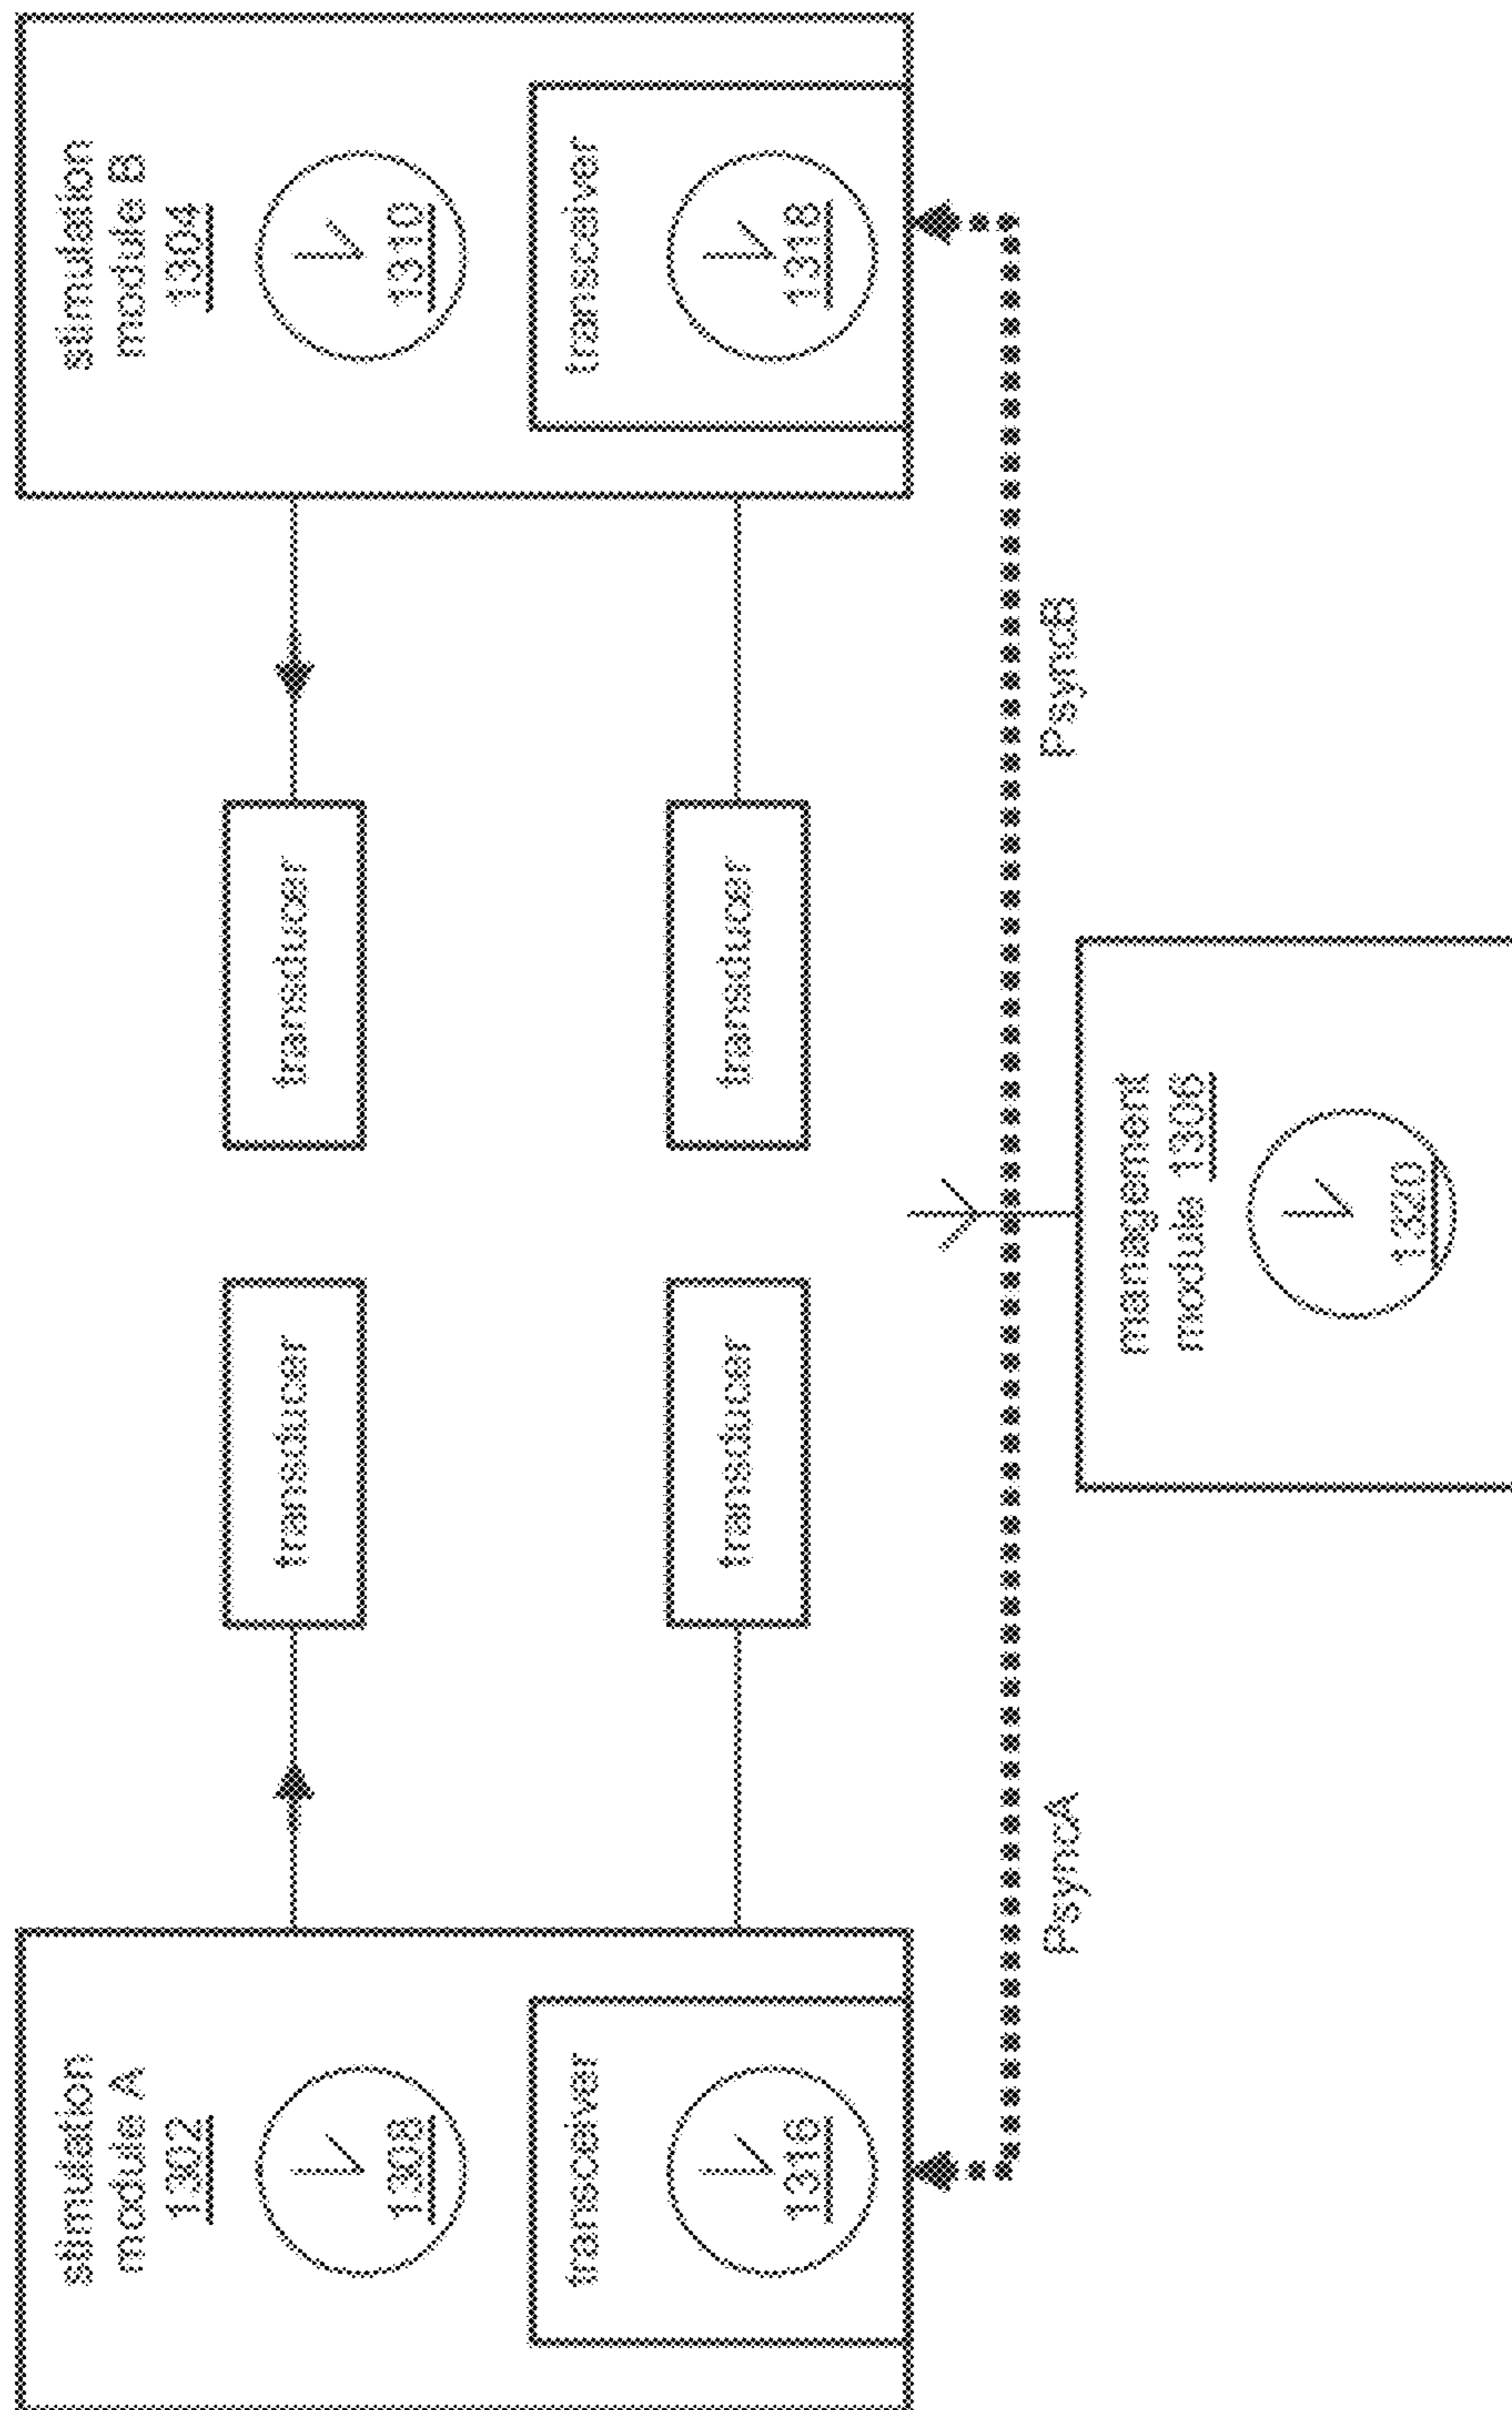 stimulation
module A
1302
1308
transceiver
1316
transducer
transducer
transducer
transducer
stimulation
module B
1304
1310
transceiver
1318
PsyncA
PsyncB
management
module 1306
1320